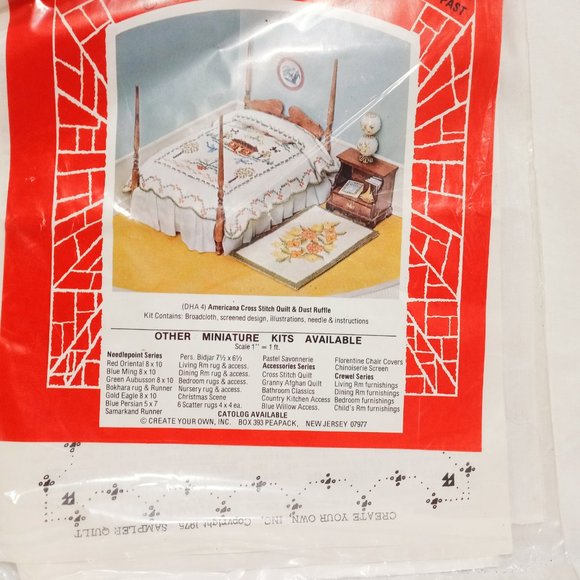 PAST
(DHA 4) Americana Cross Stitch Quilt & Dust Ruffle
Kit Contains: Broadcloth, screened design, illustrations, needle & instructions
OTHER MINIATURE KITS AVAILABLE
Scale 1" = 1 ft.
Needlepoint Series
Red Oriental 8 x 10
Blue Ming 8 x 10
Green Aubusson 8 x 10
Bokhara rug & Runner
Gold Eagle 8 x 10
Blue Persian 5 x 7
Samarkand Runner
Pers. Bidjar 7½ x 6½
Living Rm rug & access.
Dining Rm rug & access.
Bedroom rugs & access.
Nursery rug & access.
Christmas Scene
6 Scatter rugs 4 x 4 ea.
Pastel Savonnerie
Accessories Series
Cross Stitch Quilt
Granny Afghan Quilt
Bathroom Classics
Country Kitchen Access
Blue Willow Access.
Florentine Chair Covers
Chinoiserie Screen
Crewel Series
Living Rm furnishings
Dining Rm furnishings
Bedroom furnishings
Child's Rm furnishings
CATOLOG AVAILABLE
© CREATE YOUR OWN, INC. BOX 393 PEAPACK, NEW JERSEY 07977
CREATE YOUR OWN, INC, Copyright 1975 SAMPLER QUILT